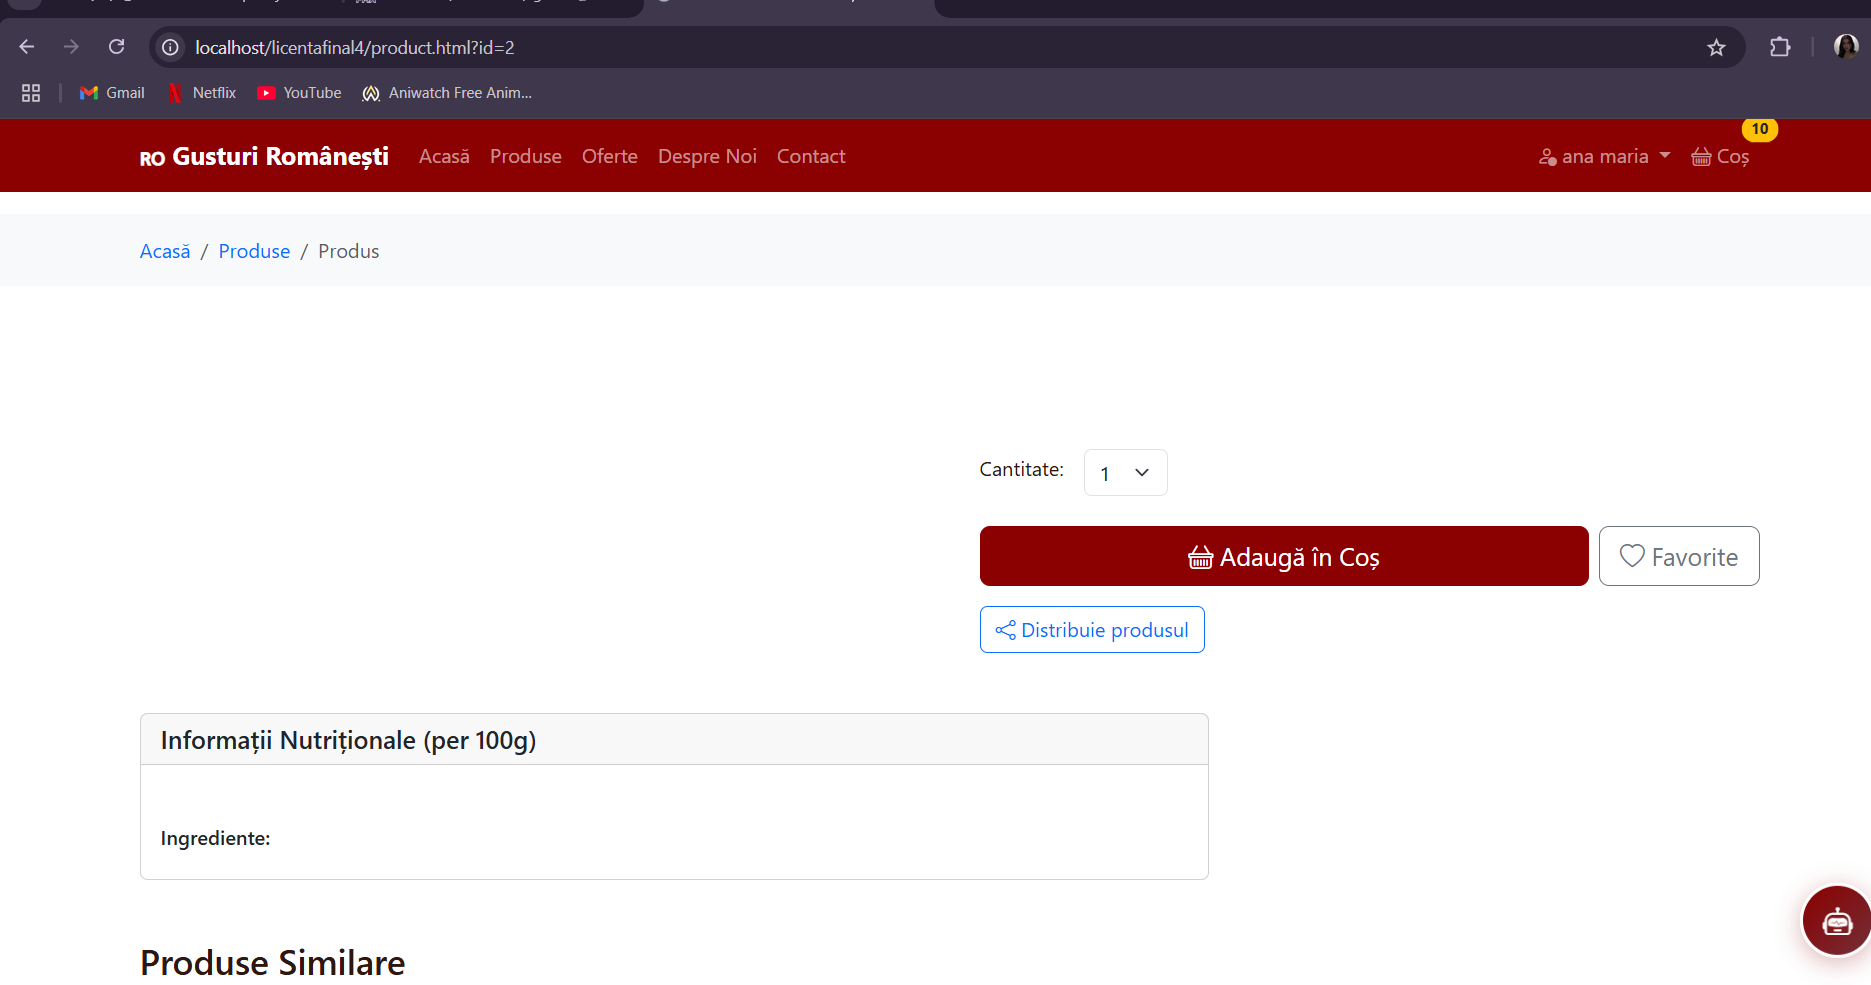 localhost/licentafinal4/product.html?id=2
Gmail Netflix YouTube Aniwatch Free Anim...
10
RO Gusturi Românești Acasă Produse Oferte Despre Noi Contact ana maria Coș
Acasă / Produse / Produs
Cantitate: 1
Adaugă în Coș Favorite
Distribuie produsul
Informații Nutriționale (per 100g)
Ingrediente:
Produse Similare